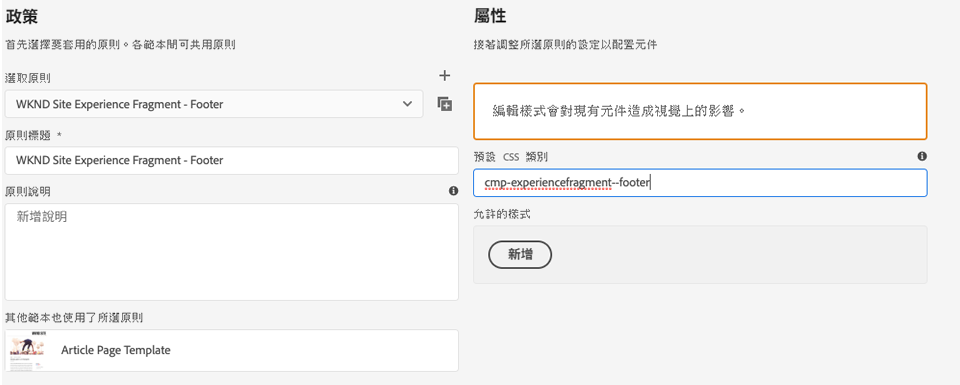 政策
首先選擇要套用的原則。各範本間可共用原則
選取原則
WKND Site Experience Fragment - Footer
原則標題 *
WKND Site Experience Fragment - Footer
原則說明
新增說明
其他範本也使用了所選原則
Article Page Template
屬性
接著調整所選原則的設定以配置元件
編輯樣式會對現有元件造成視覺上的影響。
預設 CSS 類別
cmp-experiencefragment--footer
允許的樣式
新增